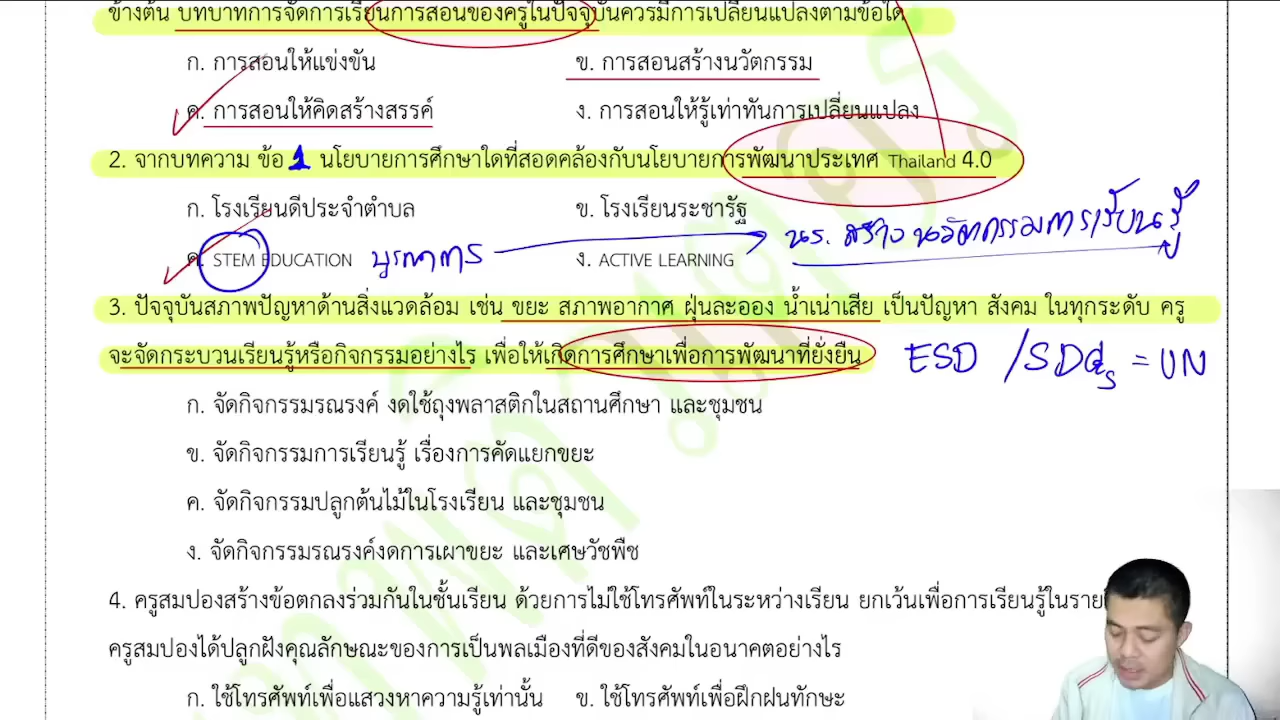 ข้างต้น บทบาทการจัดการเรียนการสอนของครูในปัจจุบันควรมีการเปลี่ยนแปลงตามข้อใด
ก. การสอนให้แข่งขัน ข. การสอนสร้างนวัตกรรม
ค. การสอนให้คิดสร้างสรรค์ ง. การสอนให้รู้เท่าทันการเปลี่ยนแปลง
2. จากบทความ ข้อ 1 นโยบายการศึกษาใดที่สอดคล้องกับนโยบายการพัฒนาประเทศ Thailand 4.0
ก. โรงเรียนดีประจำตำบล ข. โรงเรียนระชารัฐ
นร. สร้างนวัตกรรมการเรียนรู้
ค. STEM EDUCATION บูรณาการ ง. ACTIVE LEARNING
3. ปัจจุบันสภาพปัญหาด้านสิ่งแวดล้อม เช่น ขยะ สภาพอากาศ ฝุ่นละออง น้ำเน่าเสีย เป็นปัญหา สังคม ในทุกระดับ ครู
จะจัดกระบวนเรียนรู้หรือกิจกรรมอย่างไร เพื่อให้เกิดการศึกษาเพื่อการพัฒนาที่ยั่งยืน ESD / SDGs = UN
ก. จัดกิจกรรมรณรงค์ งดใช้ถุงพลาสติกในสถานศึกษา และชุมชน
ข. จัดกิจกรรมการเรียนรู้ เรื่องการคัดแยกขยะ
ค. จัดกิจกรรมปลูกต้นไม้ในโรงเรียน และชุมชน
ง. จัดกิจกรรมรณรงค์งดการเผาขยะ และเศษวัชพืช
4. ครูสมปองสร้างข้อตกลงร่วมกันในชั้นเรียน ด้วยการไม่ใช้โทรศัพท์ในระหว่างเรียน ยกเว้นเพื่อการเรียนรู้ในราย
ครูสมปองได้ปลูกฝังคุณลักษณะของการเป็นพลเมืองที่ดีของสังคมในอนาคตอย่างไร
ก. ใช้โทรศัพท์เพื่อแสวงหาความรู้เท่านั้น ข. ใช้โทรศัพท์เพื่อฝึกฝนทักษะ